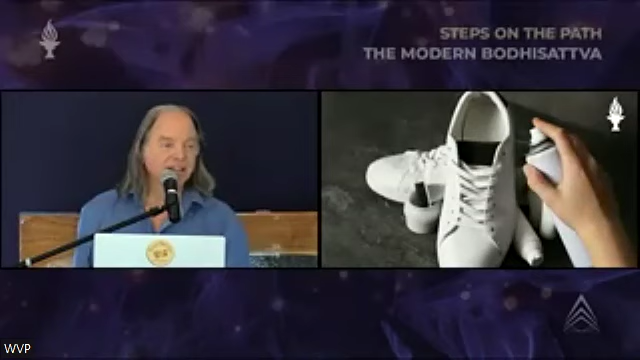 STEPS ON THE PATH
THE MODERN BODHISATTVA
WVP